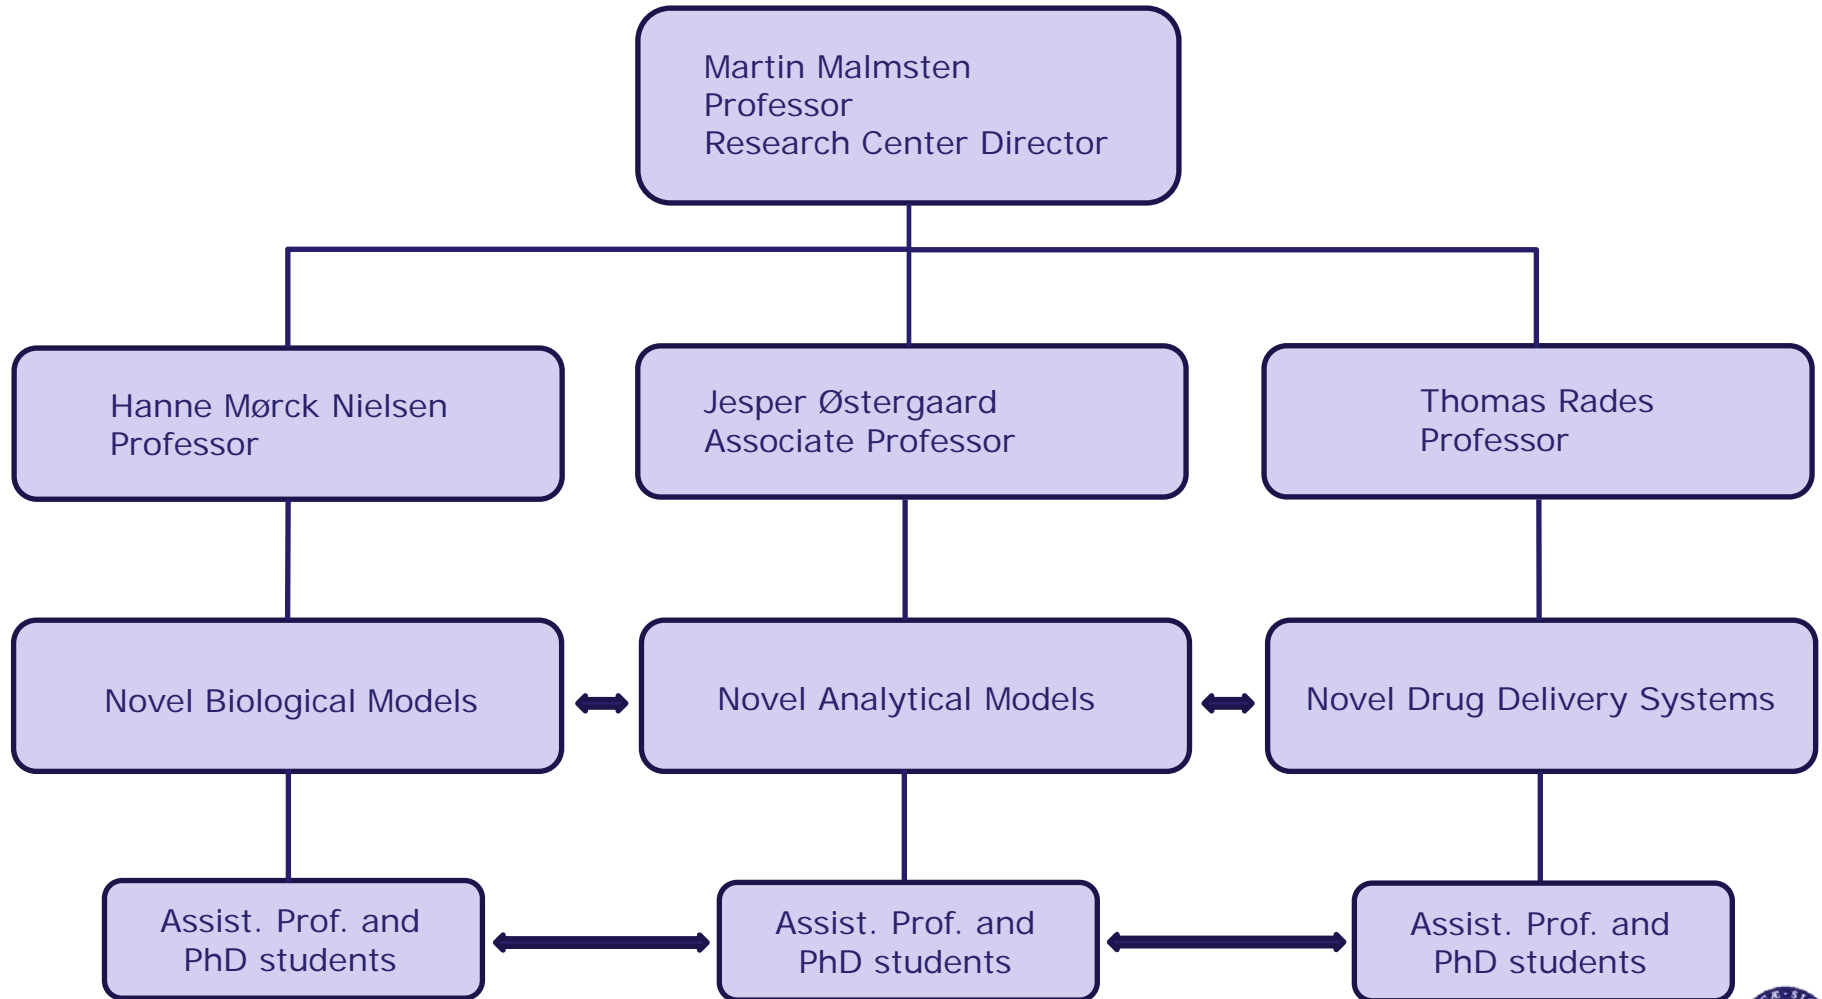 Martin Malmsten
Professor
Research Center Director
Hanne Mørck Nielsen
Professor
Jesper Østergaard
Associate Professor
Thomas Rades
Professor
Novel Biological Models
Novel Analytical Models
Novel Drug Delivery Systems
Assist. Prof. and
PhD students
Assist. Prof. and
PhD students
Assist. Prof. and
PhD students